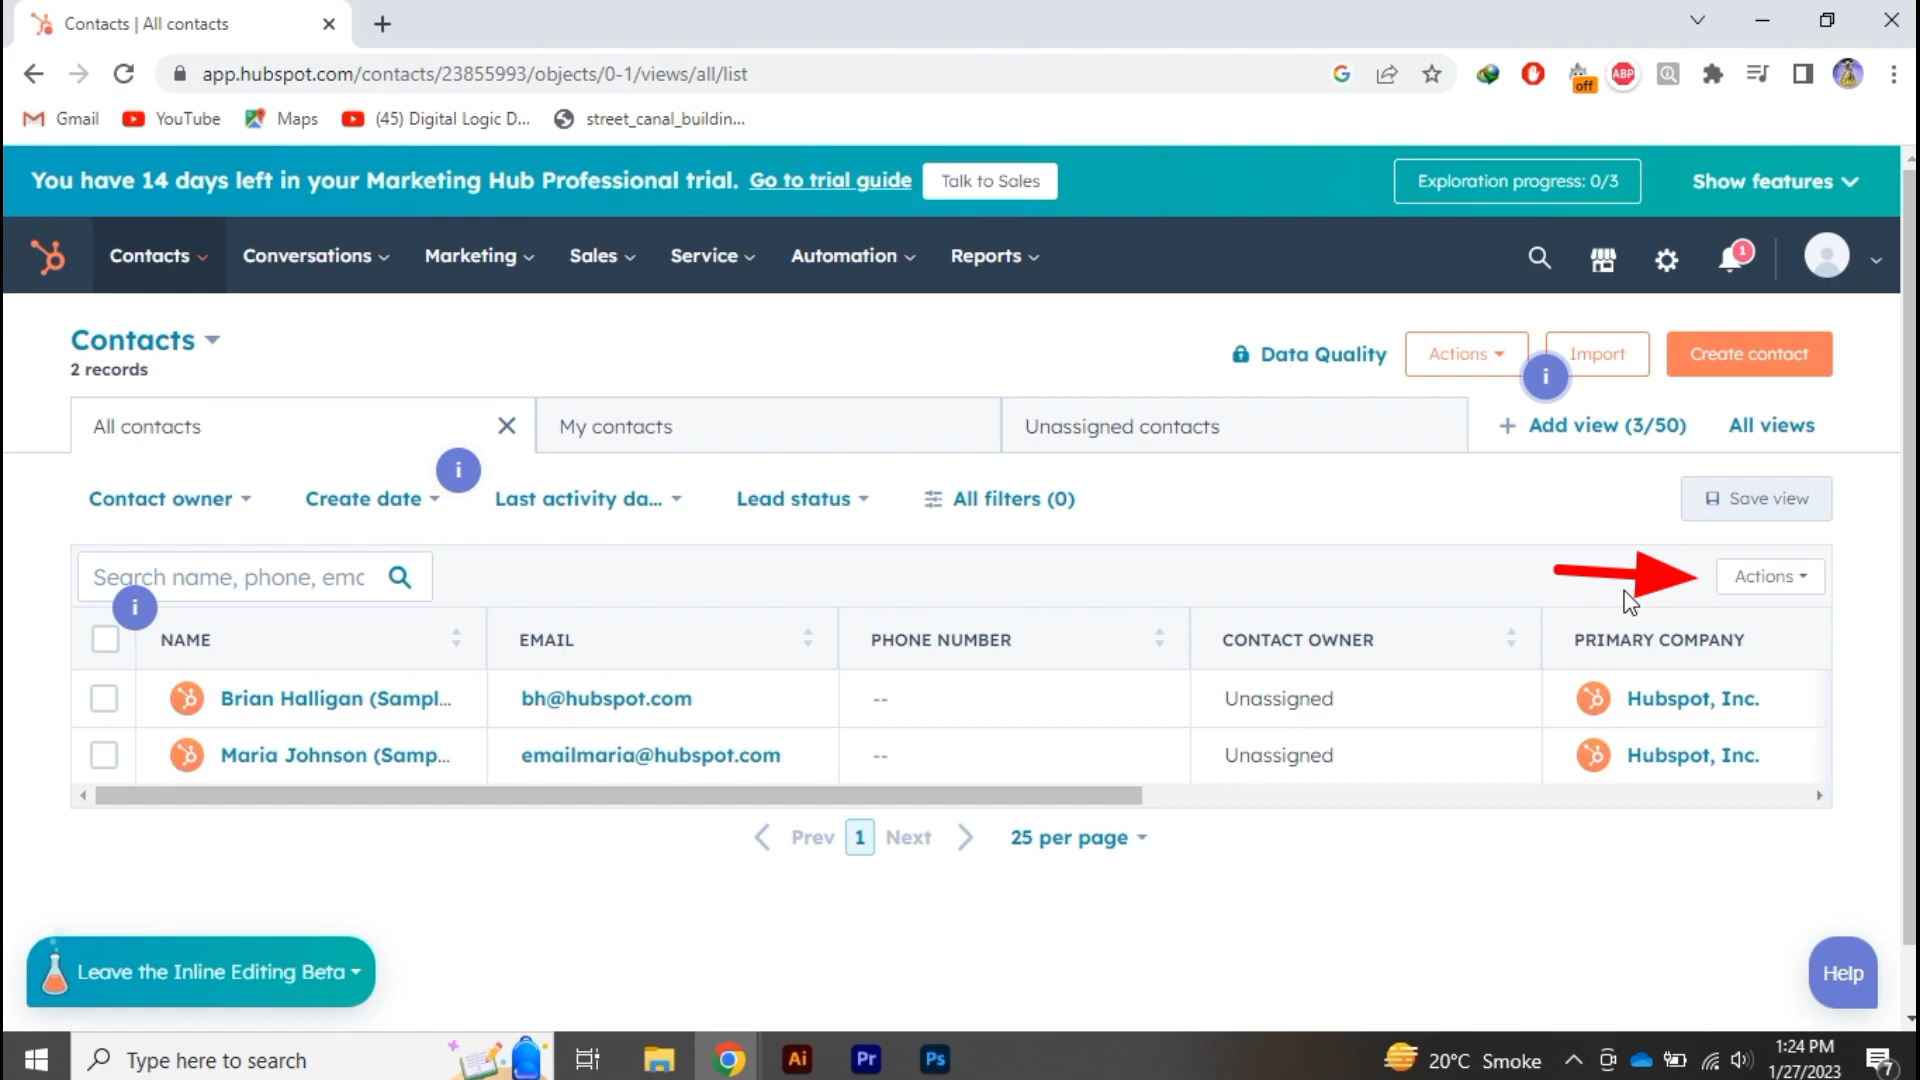 Contacts | All contacts
app.hubspot.com/contacts/23855993/objects/0-1/views/all/list
off
ABP
Gmail
YouTube
Maps
(45) Digital Logic D...
street_canal_buildin...
You have 14 days left in your Marketing Hub Professional trial. Go to trial guide
Talk to Sales
Exploration progress: 0/3
Show features
Contacts
Conversations
Marketing
Sales
Service
Automation
Reports
1
Contacts
2 records
Data Quality
Actions
Import
Create contact
i
All contacts
My contacts
Unassigned contacts
+ Add view (3/50)
All views
i
Contact owner
Create date
Last activity da...
Lead status
All filters (0)
Save view
Search name, phone, emc
Actions
i
NAME
EMAIL
PHONE NUMBER
CONTACT OWNER
PRIMARY COMPANY
Brian Halligan (Sampl...
bh@hubspot.com
--
Unassigned
Hubspot, Inc.
Maria Johnson (Samp...
emailmaria@hubspot.com
--
Unassigned
Hubspot, Inc.
Prev
1
Next
25 per page
Leave the Inline Editing Beta
Help
Type here to search
Ai
Pr
Ps
20°C Smoke
1:24 PM
1/27/2023
7